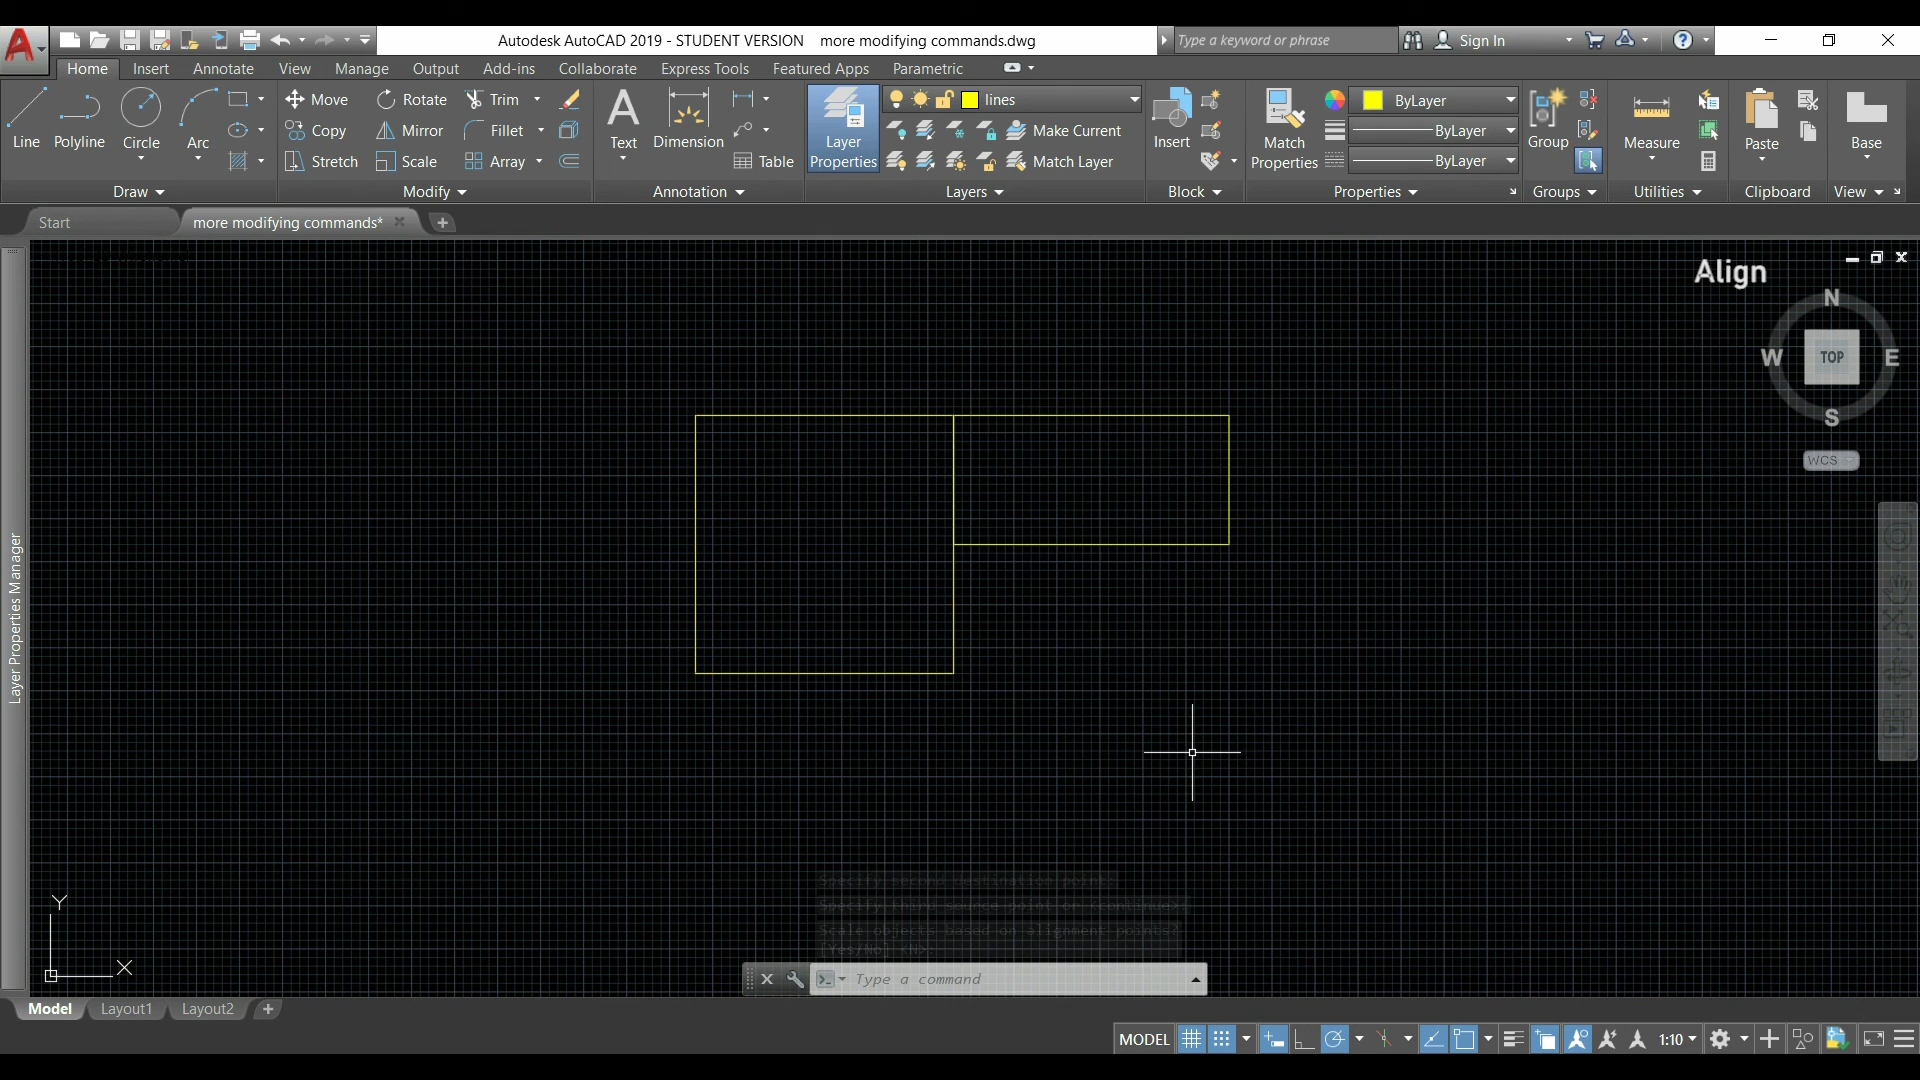 Autodesk AutoCAD 2019 - STUDENT VERSION more modifying commands.dwg
Type a keyword or phrase
Sign In
Home Insert Annotate View Manage Output Add-ins Collaborate Express Tools Featured Apps Parametric
Line Polyline Circle Arc
Move Rotate Trim
Copy Mirror Fillet
Stretch Scale Array
Text Dimension Table
Layer Properties
lines
Make Current
Match Layer
Insert
Match Properties
ByLayer
ByLayer
ByLayer
Group
Measure
Paste
Base
Draw Modify Annotation Layers Block Properties Groups Utilities Clipboard View
Start more modifying commands*
Align
N
W TOP E
S
WCS
Layer Properties Manager
Y
X
Specify second destination point:
Specify third source point or <continue>:
Scale objects based on alignment points?
[Yes/No] <N>:
Type a command
Model Layout1 Layout2
MODEL 1:10